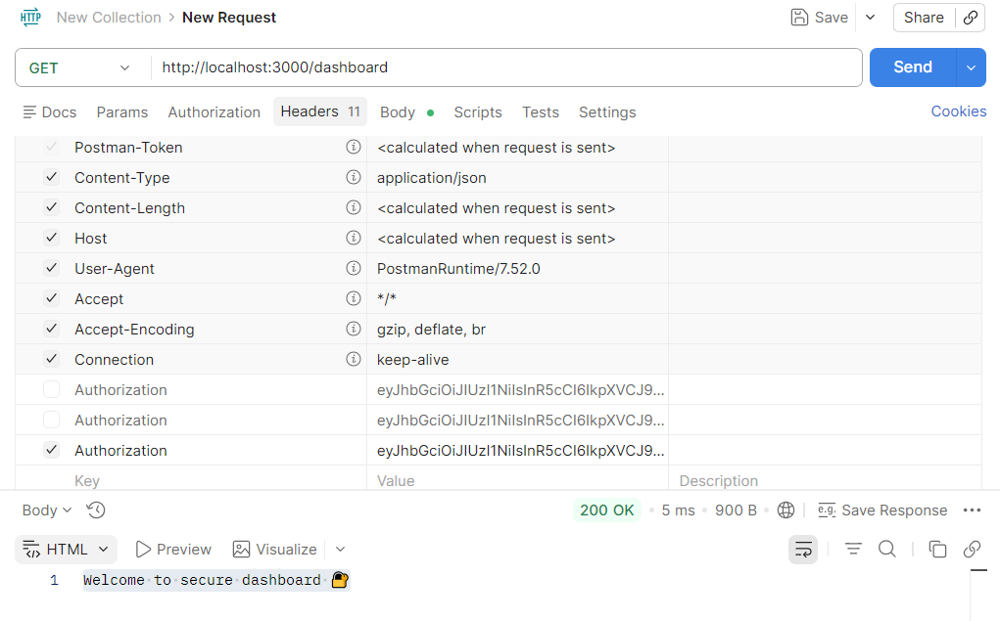 HTTP New Collection > New Request Save Share
GET http://localhost:3000/dashboard Send
Docs Params Authorization Headers 11 Body Scripts Tests Settings Cookies
Postman-Token <calculated when request is sent>
Content-Type application/json
Content-Length <calculated when request is sent>
Host <calculated when request is sent>
User-Agent PostmanRuntime/7.52.0
Accept */*
Accept-Encoding gzip, deflate, br
Connection keep-alive
Authorization eyJhbGciOiJIUzI1NiIsInR5cCI6IkpXVCJ9...
Authorization eyJhbGciOiJIUzI1NiIsInR5cCI6IkpXVCJ9...
Authorization eyJhbGciOiJIUzI1NiIsInR5cCI6IkpXVCJ9...
Key Value Description
Body 200 OK • 5 ms • 900 B • e.g. Save Response
HTML Preview Visualize
1 Welcome to secure dashboard 🔐